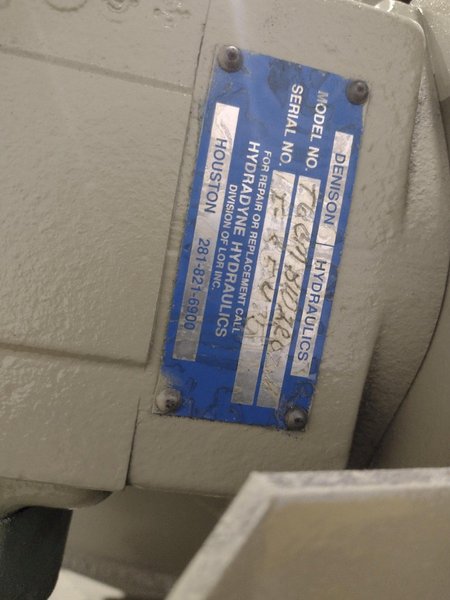 DENISON HYDRAULICS
MODEL NO.
SERIAL NO.
FOR REPAIR OR REPLACEMENT CALL
HYDRADYNE HYDRAULICS
DIVISION OF LOR INC.
HOUSTON 281-821-6900